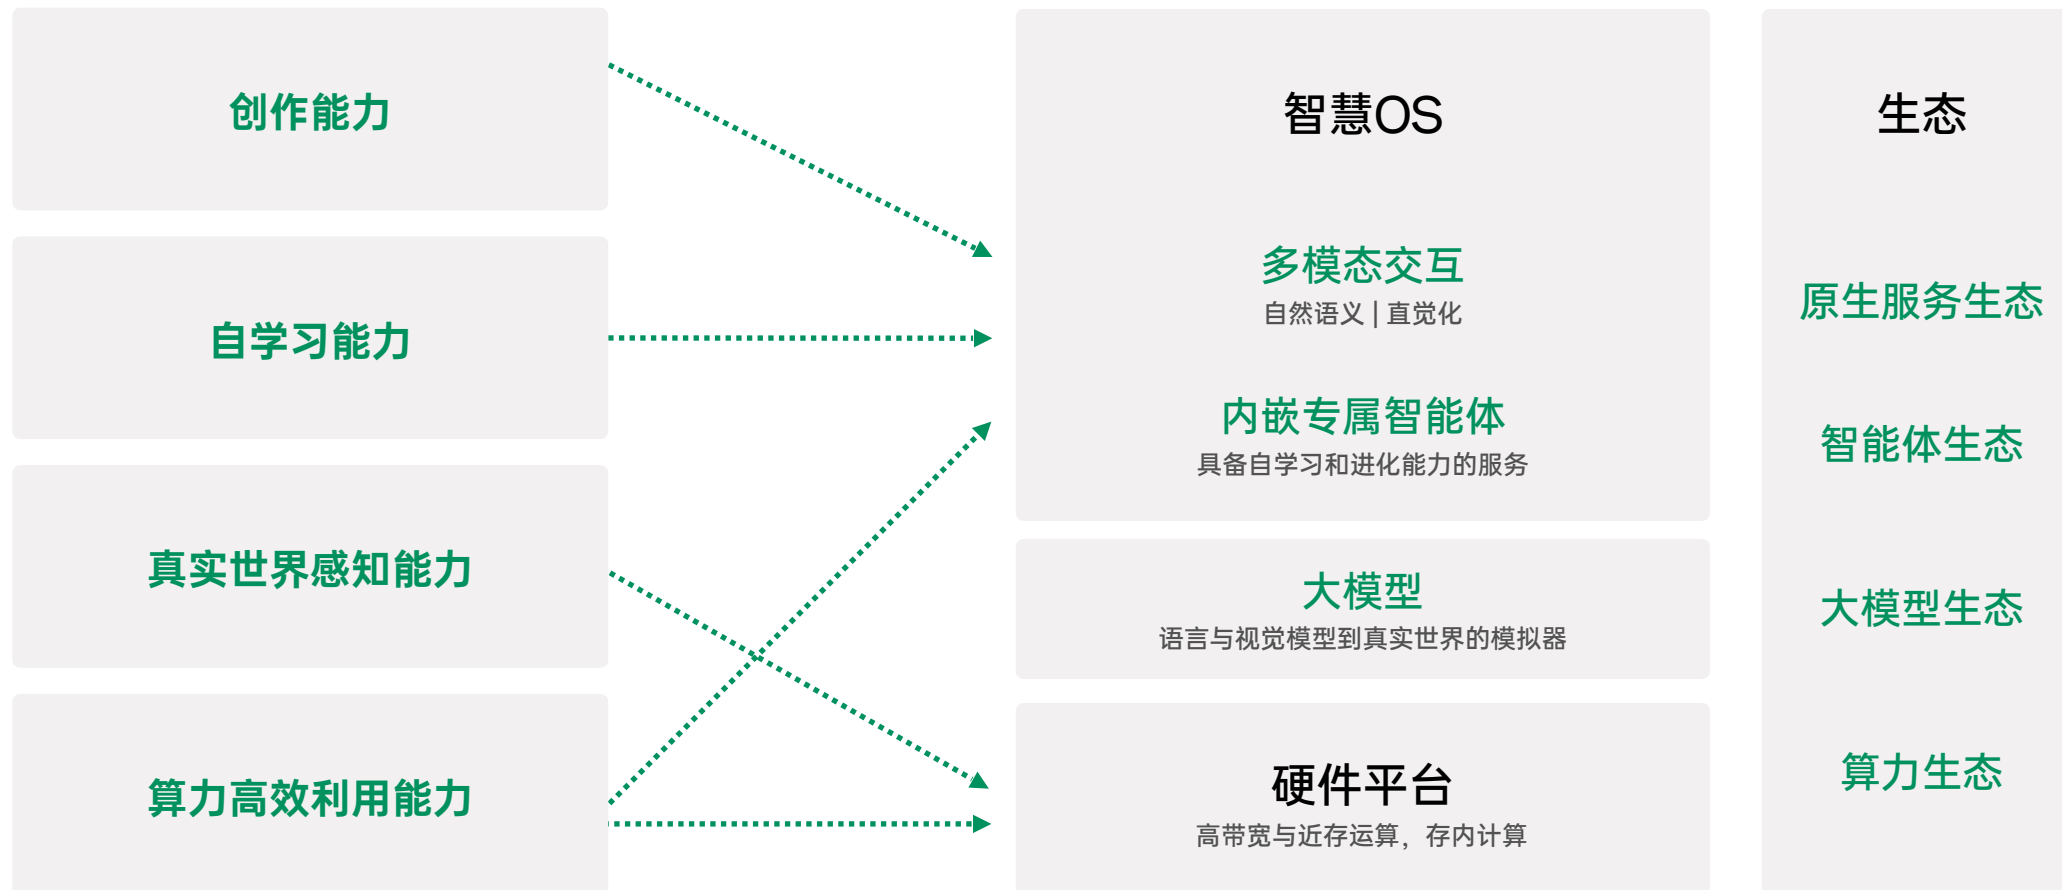 创作能力
自学习能力
真实世界感知能力
算力高效利用能力
智慧OS
多模态交互
自然语义 | 直觉化
内嵌专属智能体
具备自学习和进化能力的服务
大模型
语言与视觉模型到真实世界的模拟器
硬件平台
高带宽与近存运算，存内计算
生态
原生服务生态
智能体生态
大模型生态
算力生态